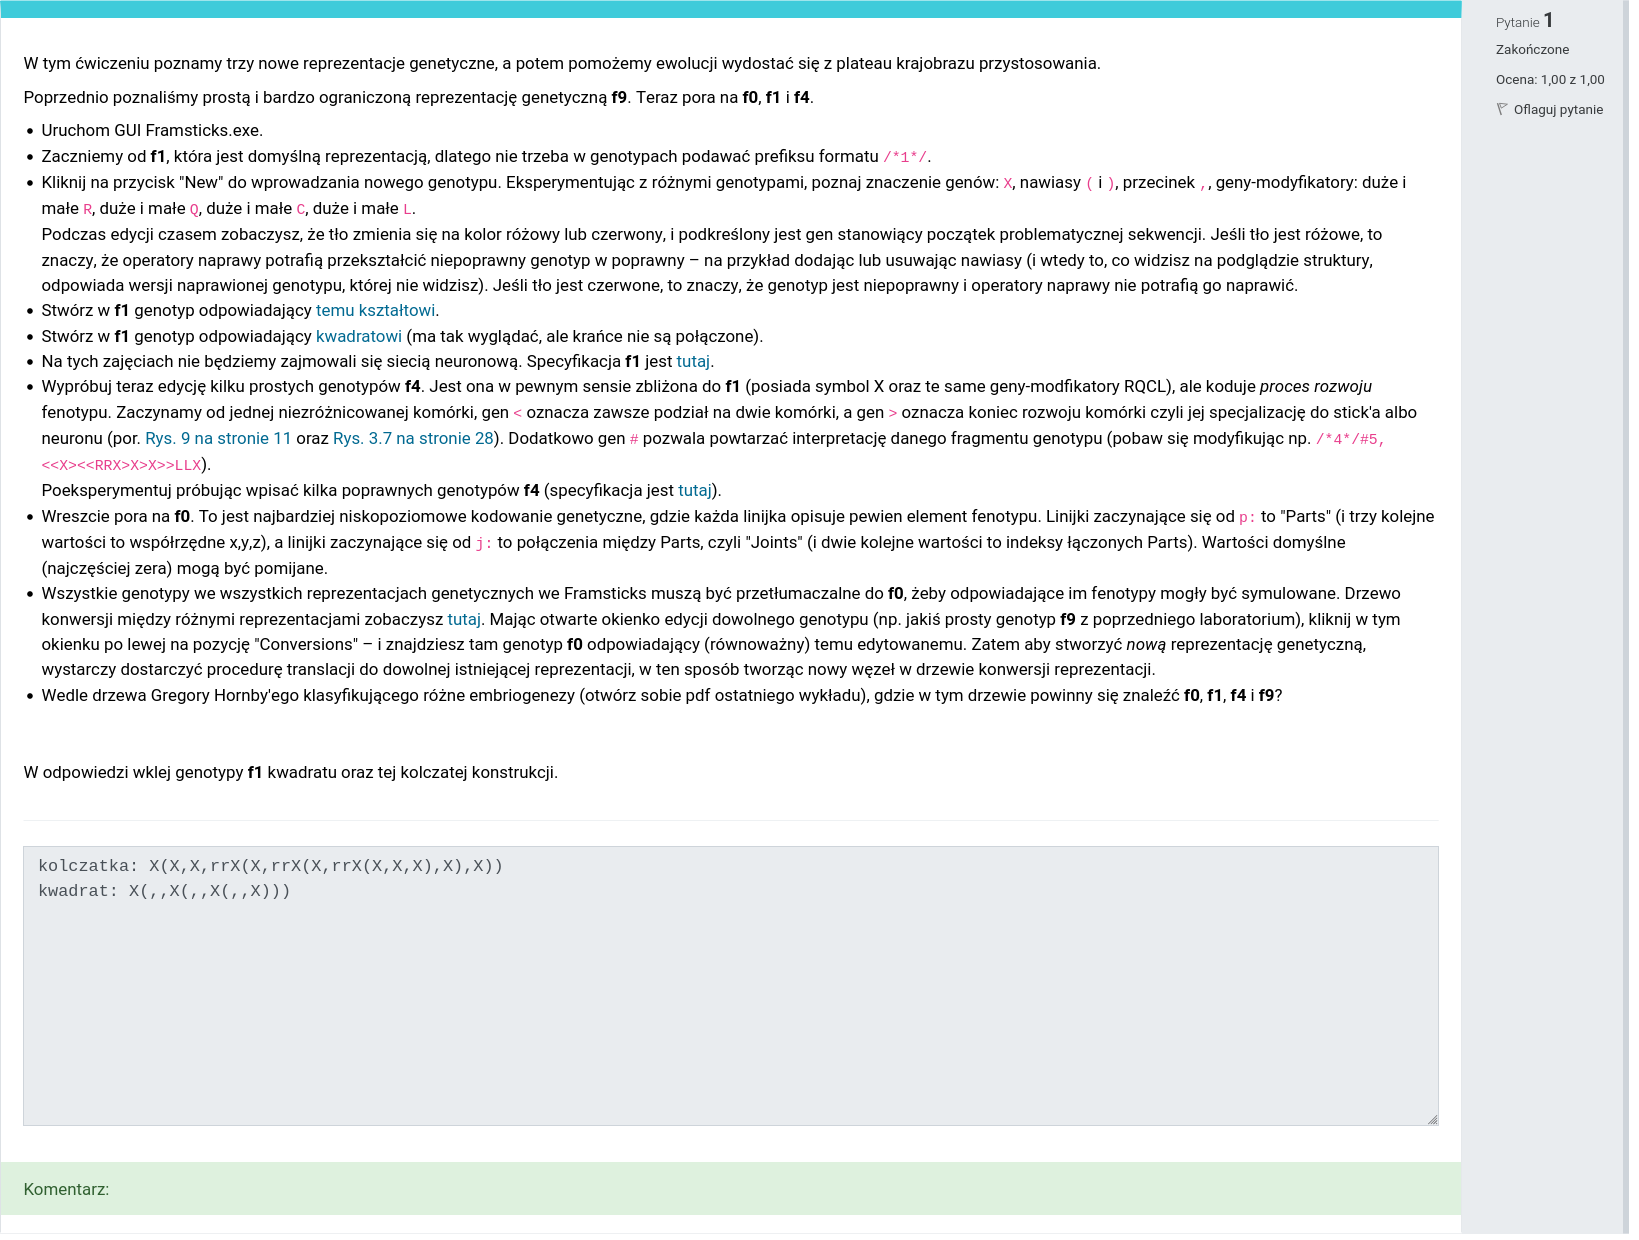 W tym ćwiczeniu poznamy trzy nowe reprezentacje genetyczne, a potem pomożemy ewolucji wydostać się z plateau krajobrazu przystosowania.
Poprzednio poznaliśmy prostą i bardzo ograniczoną reprezentację genetyczną f9. Teraz pora na f0, f1 i f4.
• Uruchom GUI Framsticks.exe.
• Zaczniemy od f1, która jest domyślną reprezentacją, dlatego nie trzeba w genotypach podawać prefiksu formatu /*1*/.
• Kliknij na przycisk "New" do wprowadzania nowego genotypu. Eksperymentując z różnymi genotypami, poznaj znaczenie genów: X, nawiasy ( i ), przecinek ,, geny-modyfikatory: duże i
małe R, duże i małe Q, duże i małe C, duże i małe L.
Podczas edycji czasem zobaczysz, że tło zmienia się na kolor różowy lub czerwony, i podkreślony jest gen stanowiący początek problematycznej sekwencji. Jeśli tło jest różowe, to
znaczy, że operatory naprawy potrafią przekształcić niepoprawny genotyp w poprawny – na przykład dodając lub usuwając nawiasy (i wtedy to, co widzisz na podglądzie struktury,
odpowiada wersji naprawionej genotypu, której nie widzisz). Jeśli tło jest czerwone, to znaczy, że genotyp jest niepoprawny i operatory naprawy nie potrafią go naprawić.
• Stwórz w f1 genotyp odpowiadający temu kształtowi.
• Stwórz w f1 genotyp odpowiadający kwadratowi (ma tak wyglądać, ale krańce nie są połączone).
• Na tych zajęciach nie będziemy zajmowali się siecią neuronową. Specyfikacja f1 jest tutaj.
• Wypróbuj teraz edycję kilku prostych genotypów f4. Jest ona w pewnym sensie zbliżona do f1 (posiada symbol X oraz te same geny-modfikatory RQCL), ale koduje proces rozwoju
fenotypu. Zaczynamy od jednej niezróżnicowanej komórki, gen < oznacza zawsze podział na dwie komórki, a gen > oznacza koniec rozwoju komórki czyli jej specjalizację do stick'a albo
neuronu (por. Rys. 9 na stronie 11 oraz Rys. 3.7 na stronie 28). Dodatkowo gen # pozwala powtarzać interpretację danego fragmentu genotypu (pobaw się modyfikując np. /*4*/#5,
<<X><<RRX>X>X>>LLX).
Poeksperymentuj próbując wpisać kilka poprawnych genotypów f4 (specyfikacja jest tutaj).
• Wreszcie pora na f0. To jest najbardziej niskopoziomowe kodowanie genetyczne, gdzie każda linijka opisuje pewien element fenotypu. Linijki zaczynające się od p: to "Parts" (i trzy kolejne
wartości to współrzędne x,y,z), a linijki zaczynające się od j: to połączenia między Parts, czyli "Joints" (i dwie kolejne wartości to indeksy łączonych Parts). Wartości domyślne
(najczęściej zera) mogą być pomijane.
• Wszystkie genotypy we wszystkich reprezentacjach genetycznych we Framsticks muszą być przetłumaczalne do f0, żeby odpowiadające im fenotypy mogły być symulowane. Drzewo
konwersji między różnymi reprezentacjami zobaczysz tutaj. Mając otwarte okienko edycji dowolnego genotypu (np. jakiś prosty genotyp f9 z poprzedniego laboratorium), kliknij w tym
okienku po lewej na pozycję "Conversions" – i znajdziesz tam genotyp f0 odpowiadający (równoważny) temu edytowanemu. Zatem aby stworzyć nową reprezentację genetyczną,
wystarczy dostarczyć procedurę translacji do dowolnej istniejącej reprezentacji, w ten sposób tworząc nowy węzeł w drzewie konwersji reprezentacji.
• Wedle drzewa Gregory Hornby'ego klasyfikującego różne embriogenezy (otwórz sobie pdf ostatniego wykładu), gdzie w tym drzewie powinny się znaleźć f0, f1, f4 i f9?
W odpowiedzi wklej genotypy f1 kwadratu oraz tej kolczatej konstrukcji.
kolczatka: X(X,X,rrX(X,rrX(X,rrX(X,X,X),X),X))
kwadrat: X(,,X(,,X(,,X)))
Komentarz:
Pytanie 1
Zakończone
Ocena: 1,00 z 1,00
Oflaguj pytanie